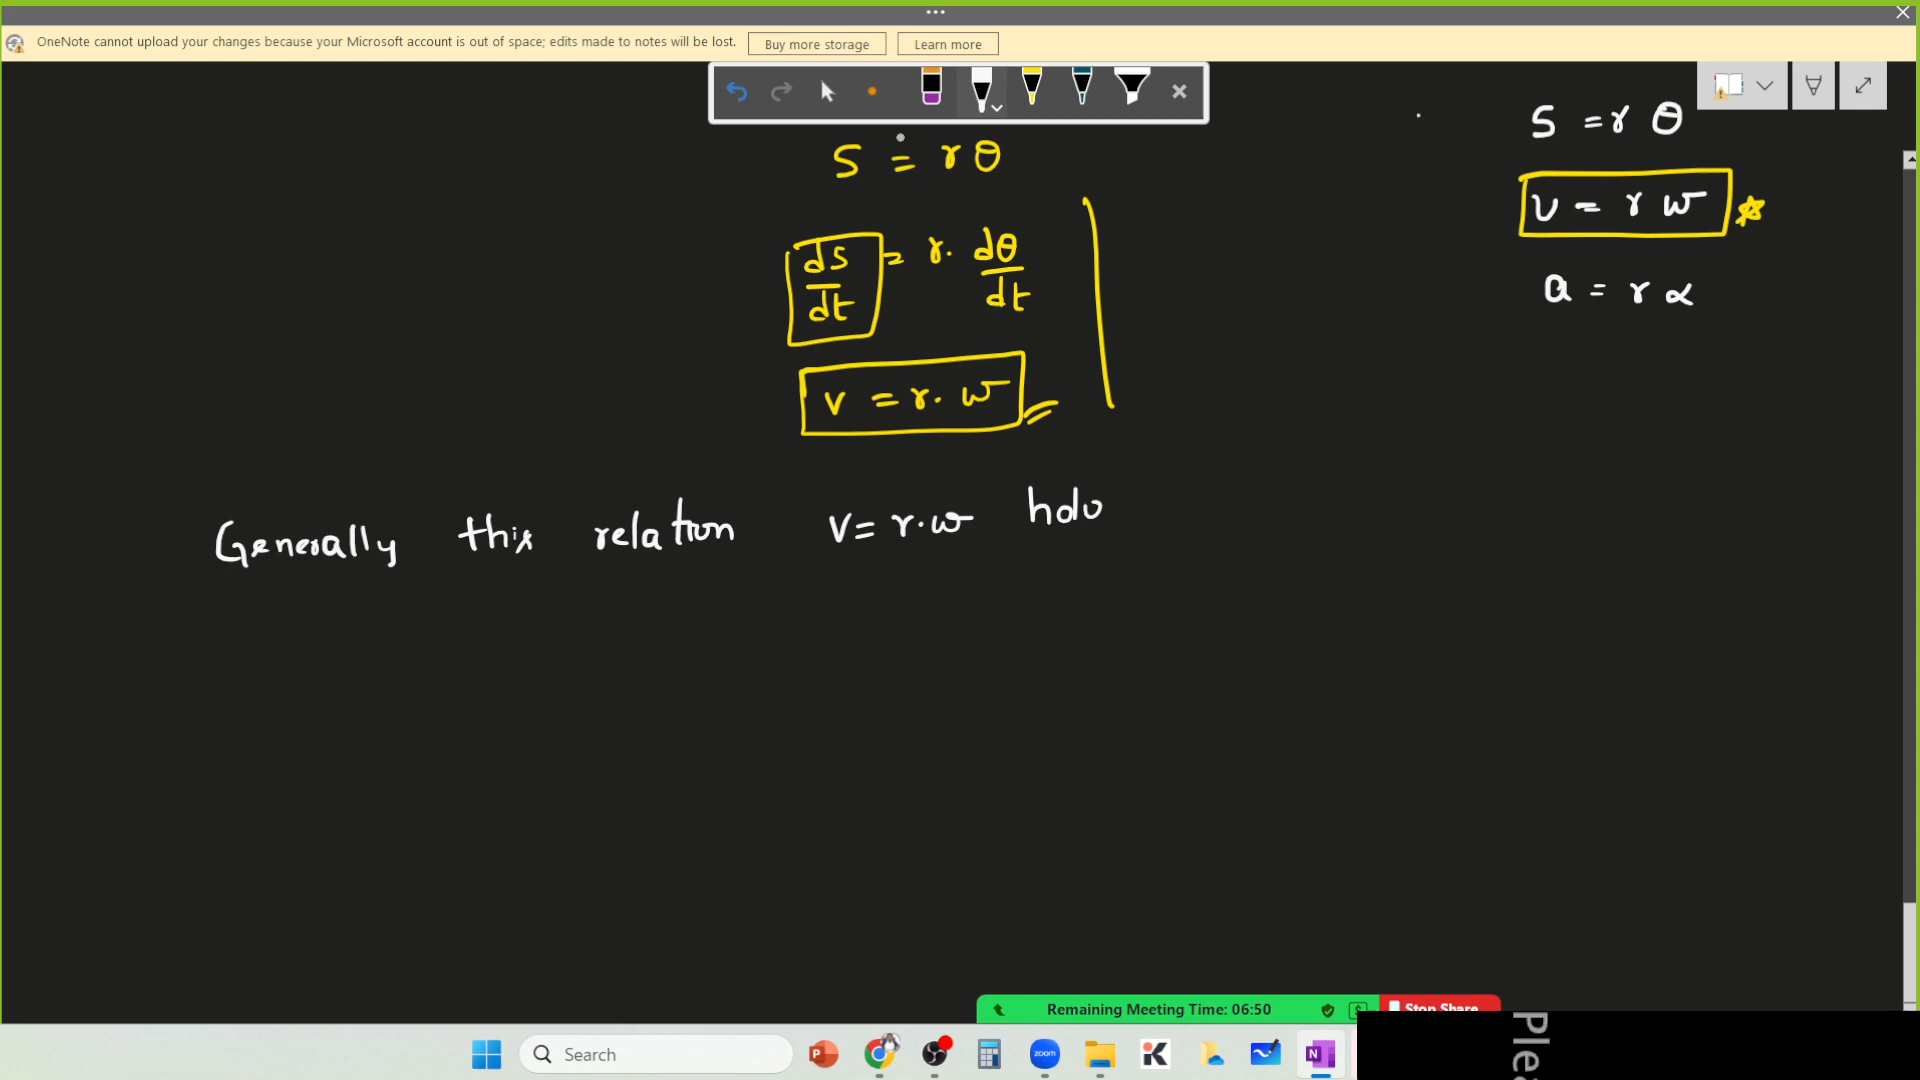 OneNote cannot upload your changes because your Microsoft account is out of space; edits made to notes will be lost. Buy more storage Learn more
S = r θ
dS/dt = r. dθ/dt
v = r. ω
S = r θ
v = r ω
a = r α
Generally this relation v = r.ω hold
Remaining Meeting Time: 06:50 Stop Share
Search
zoom